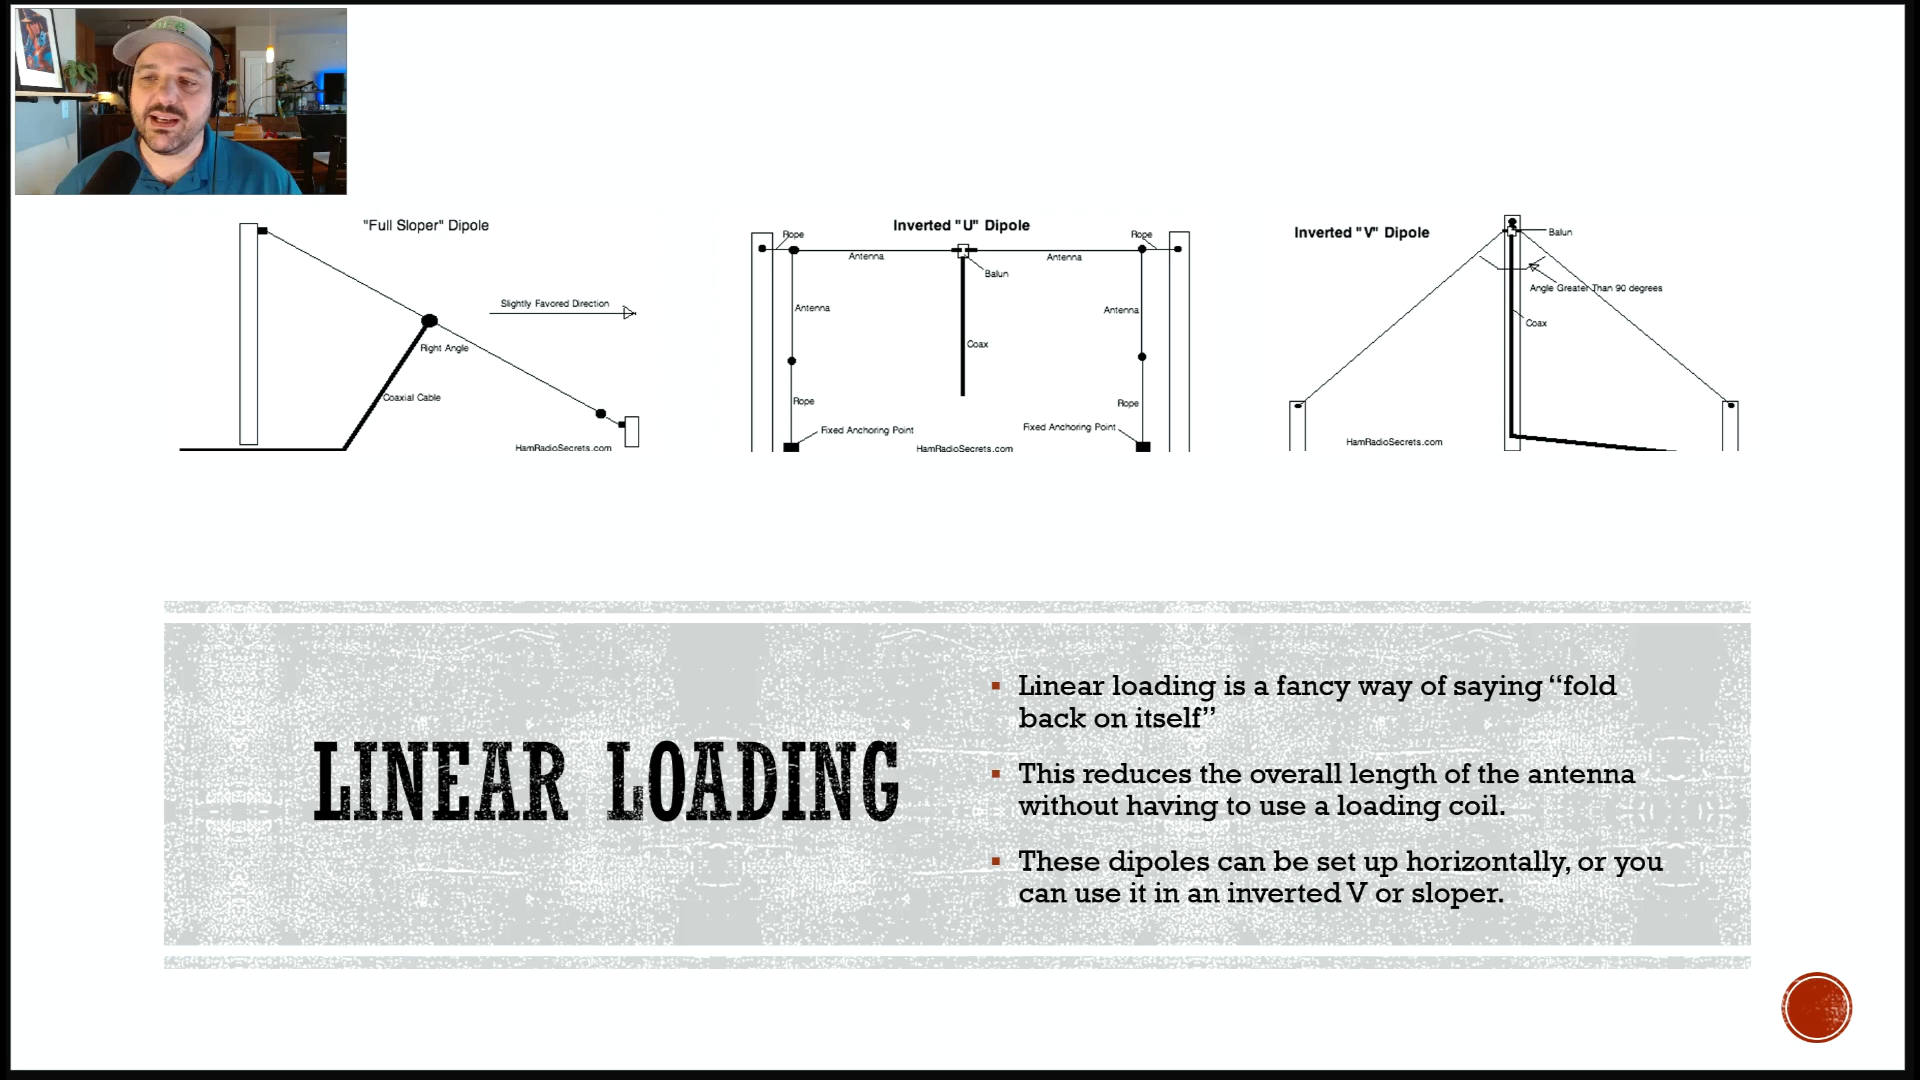 "Full Sloper" Dipole
Slightly Favored Direction
Right Angle
Coaxial Cable
HamRadioSecrets.com
Inverted "U" Dipole
Rope
Rope
Antenna
Antenna
Balun
Antenna
Antenna
Coax
Rope
Rope
Fixed Anchoring Point
Fixed Anchoring Point
HamRadioSecrets.com
Inverted "V" Dipole
Balun
Angle Greater Than 90 degrees
Coax
HamRadioSecrets.com
LINEAR LOADING
▪ Linear loading is a fancy way of saying “fold
back on itself”
▪ This reduces the overall length of the antenna
without having to use a loading coil.
▪ These dipoles can be set up horizontally, or you
can use it in an inverted V or sloper.